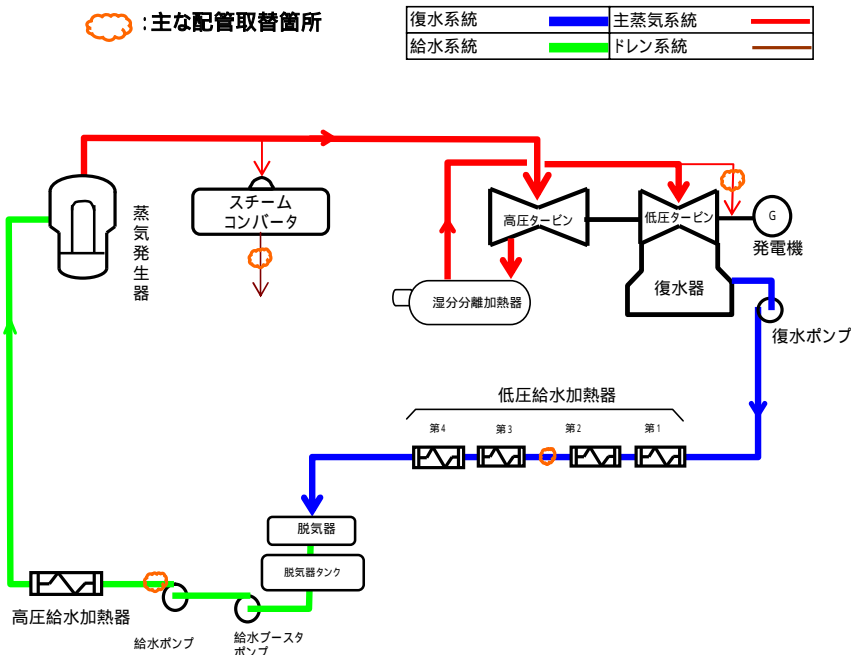 ：主な配管取替箇所
復水系統
主蒸気系統
給水系統
ドレン系統
蒸気発生器
スチーム
コンバータ
高圧タービン
低圧タービン
G
発電機
湿分分離加熱器
復水器
復水ポンプ
低圧給水加熱器
第4
第3
第2
第1
脱気器
脱気器タンク
高圧給水加熱器
給水ポンプ
給水ブースタ
ポンプ